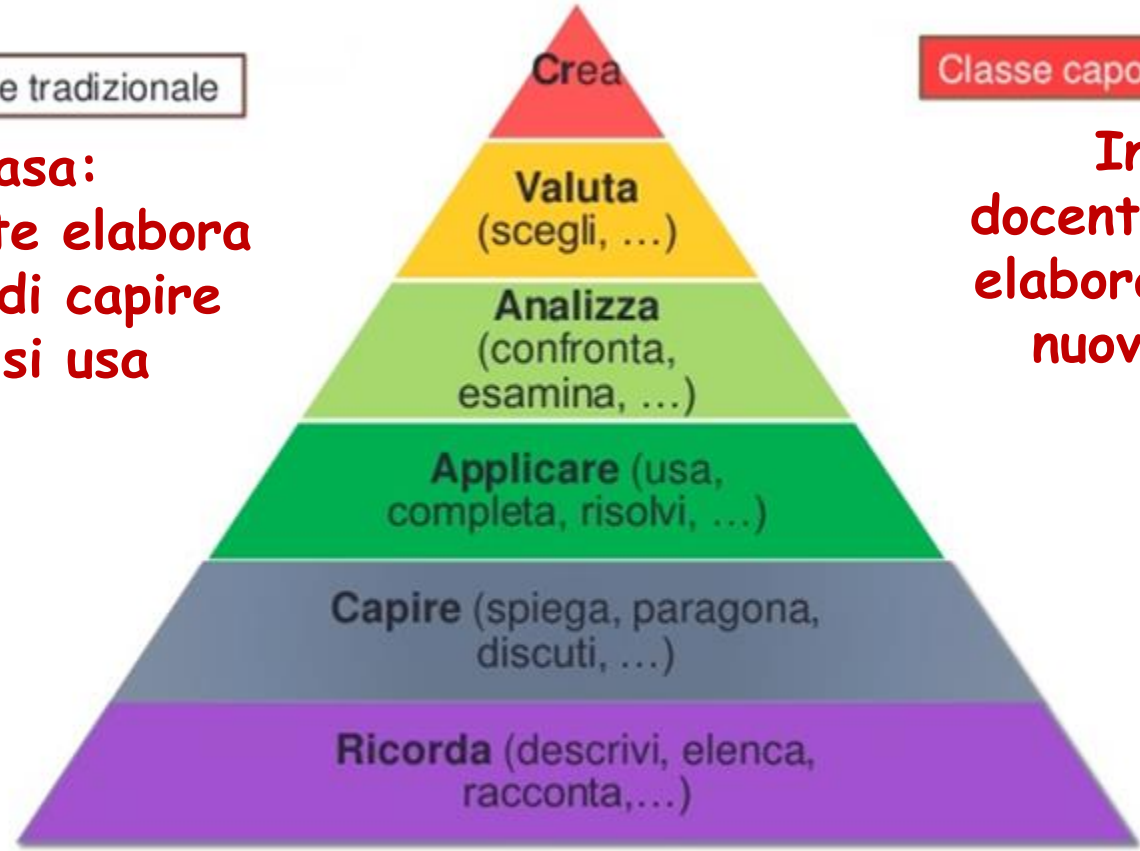 e tradizionale
asa:
te elabora
di capire
si usa
Crea
Valuta
(scegli, …)
Analizza
(confronta,
esamina, …)
Applicare (usa,
completa, risolvi, …)
Capire (spiega, paragona,
discuti, …)
Ricorda (descrivi, elenca,
racconta,…)
Classe capo
In
docent
elabora
nuov